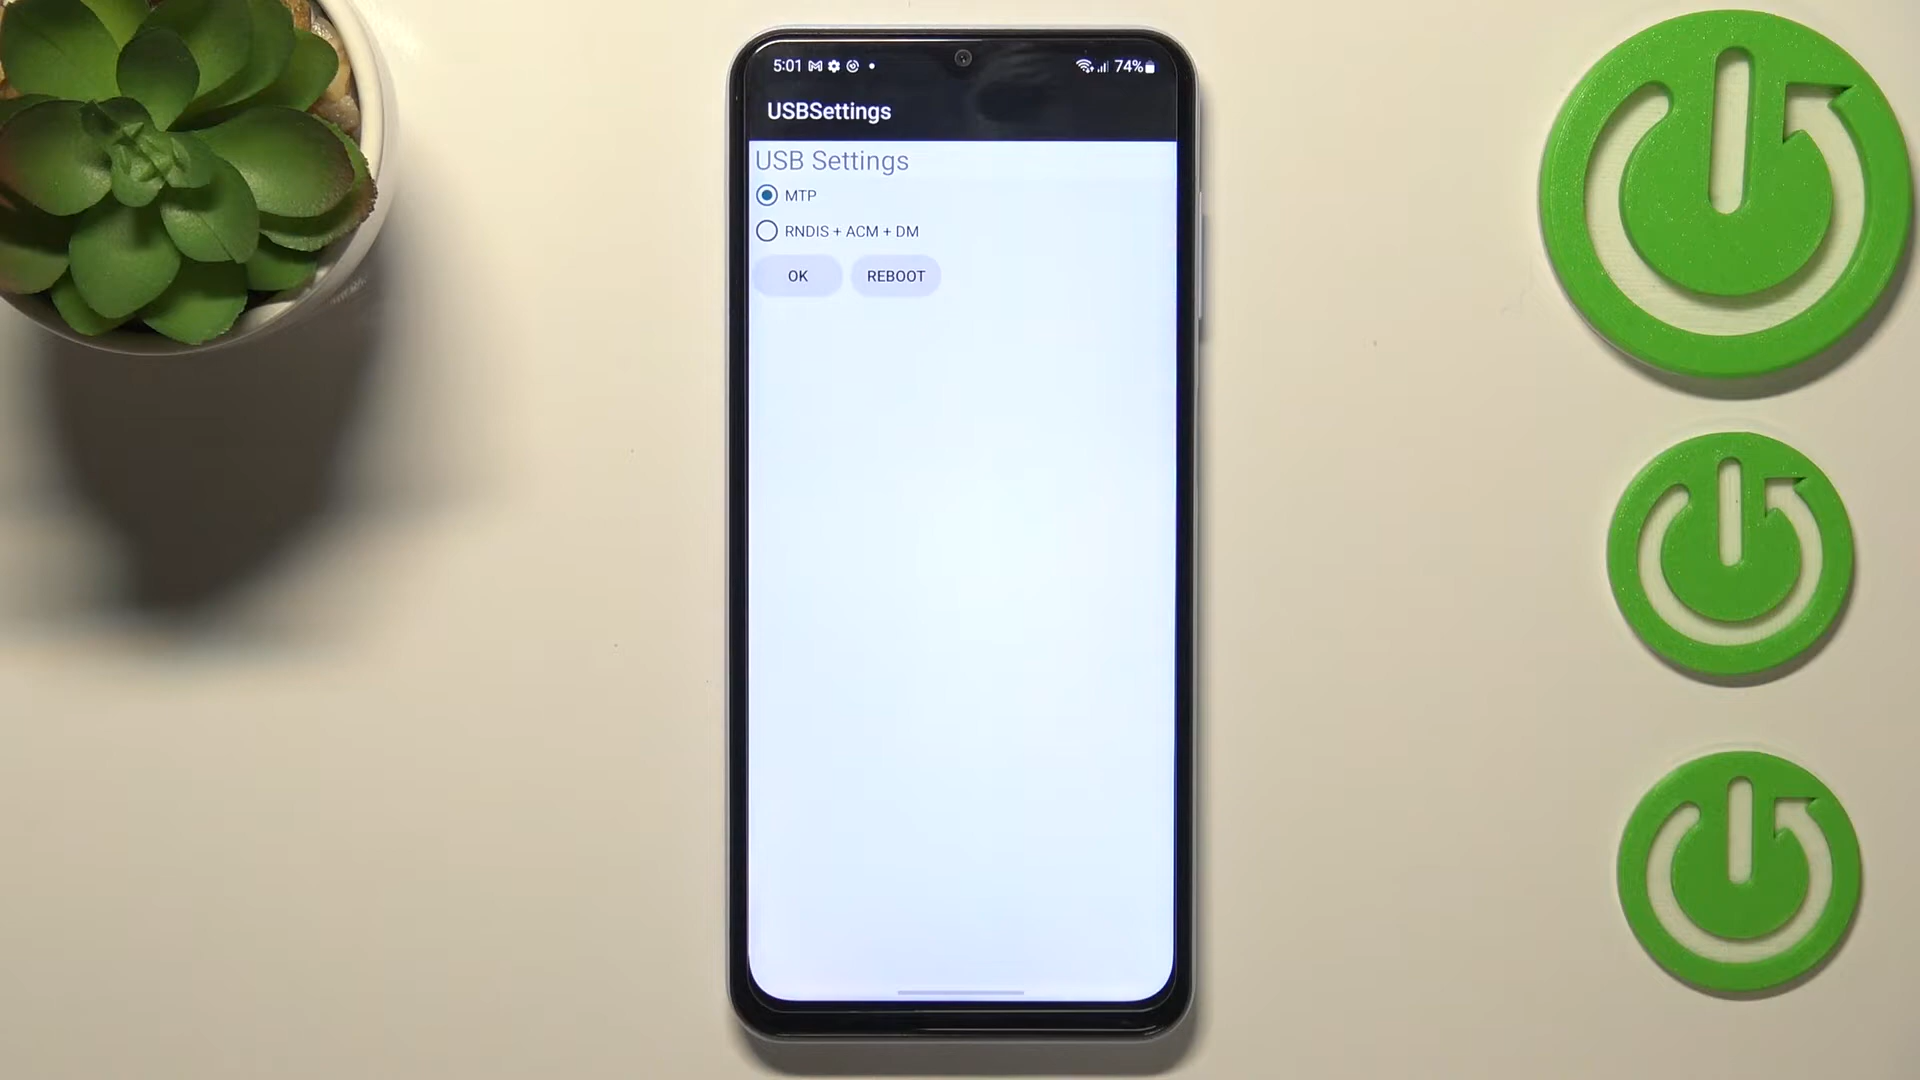 5:01 74%
USBSettings
USB Settings
MTP
RNDIS + ACM + DM
OK REBOOT